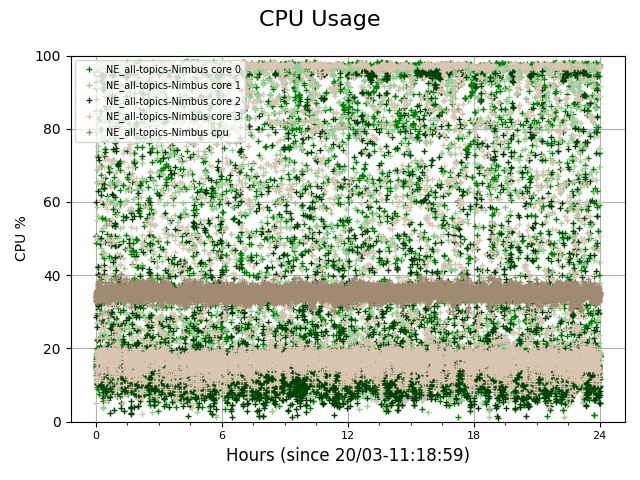 CPU Usage
100
80
60
40
20
0
CPU %
NE_all-topics-Nimbus core 0
NE_all-topics-Nimbus core 1
NE_all-topics-Nimbus core 2
NE_all-topics-Nimbus core 3
NE_all-topics-Nimbus cpu
0 6 12 18 24
Hours (since 20/03-11:18:59)